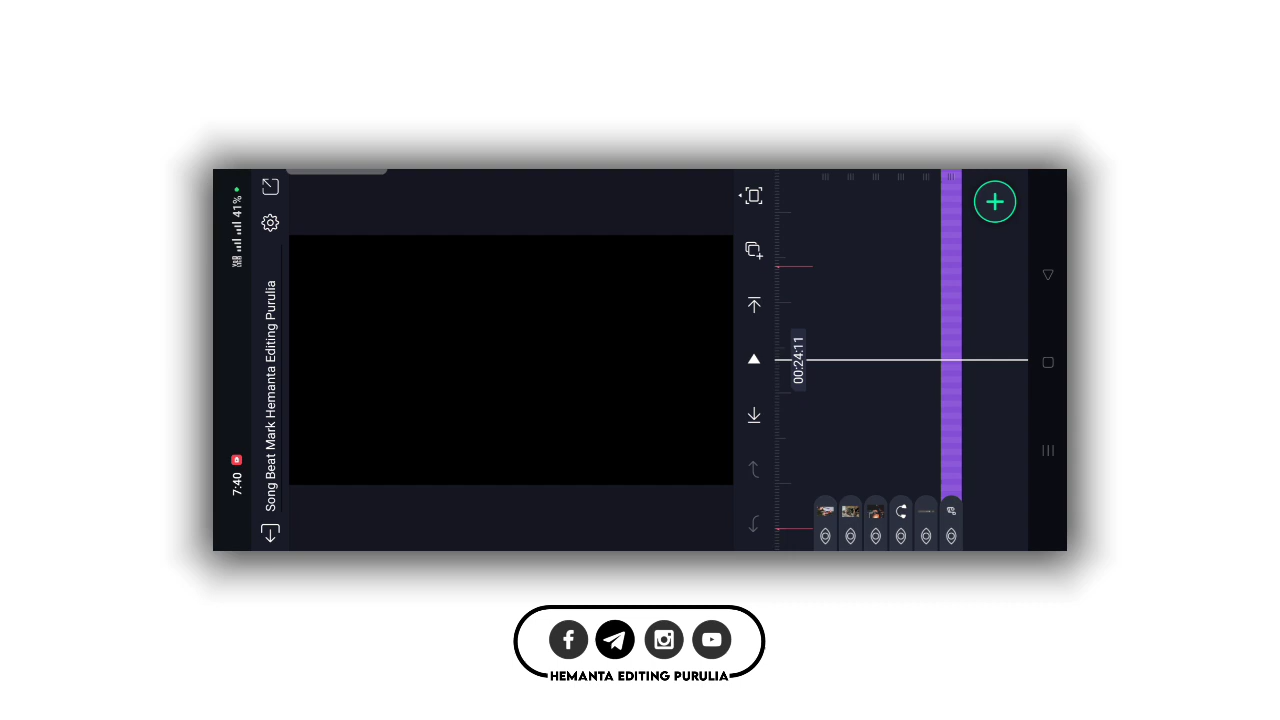 7:40
41%
Song Beat Mark Hemanta Editing Purulia
00:24:11
HEMANTA EDITING PURULIA